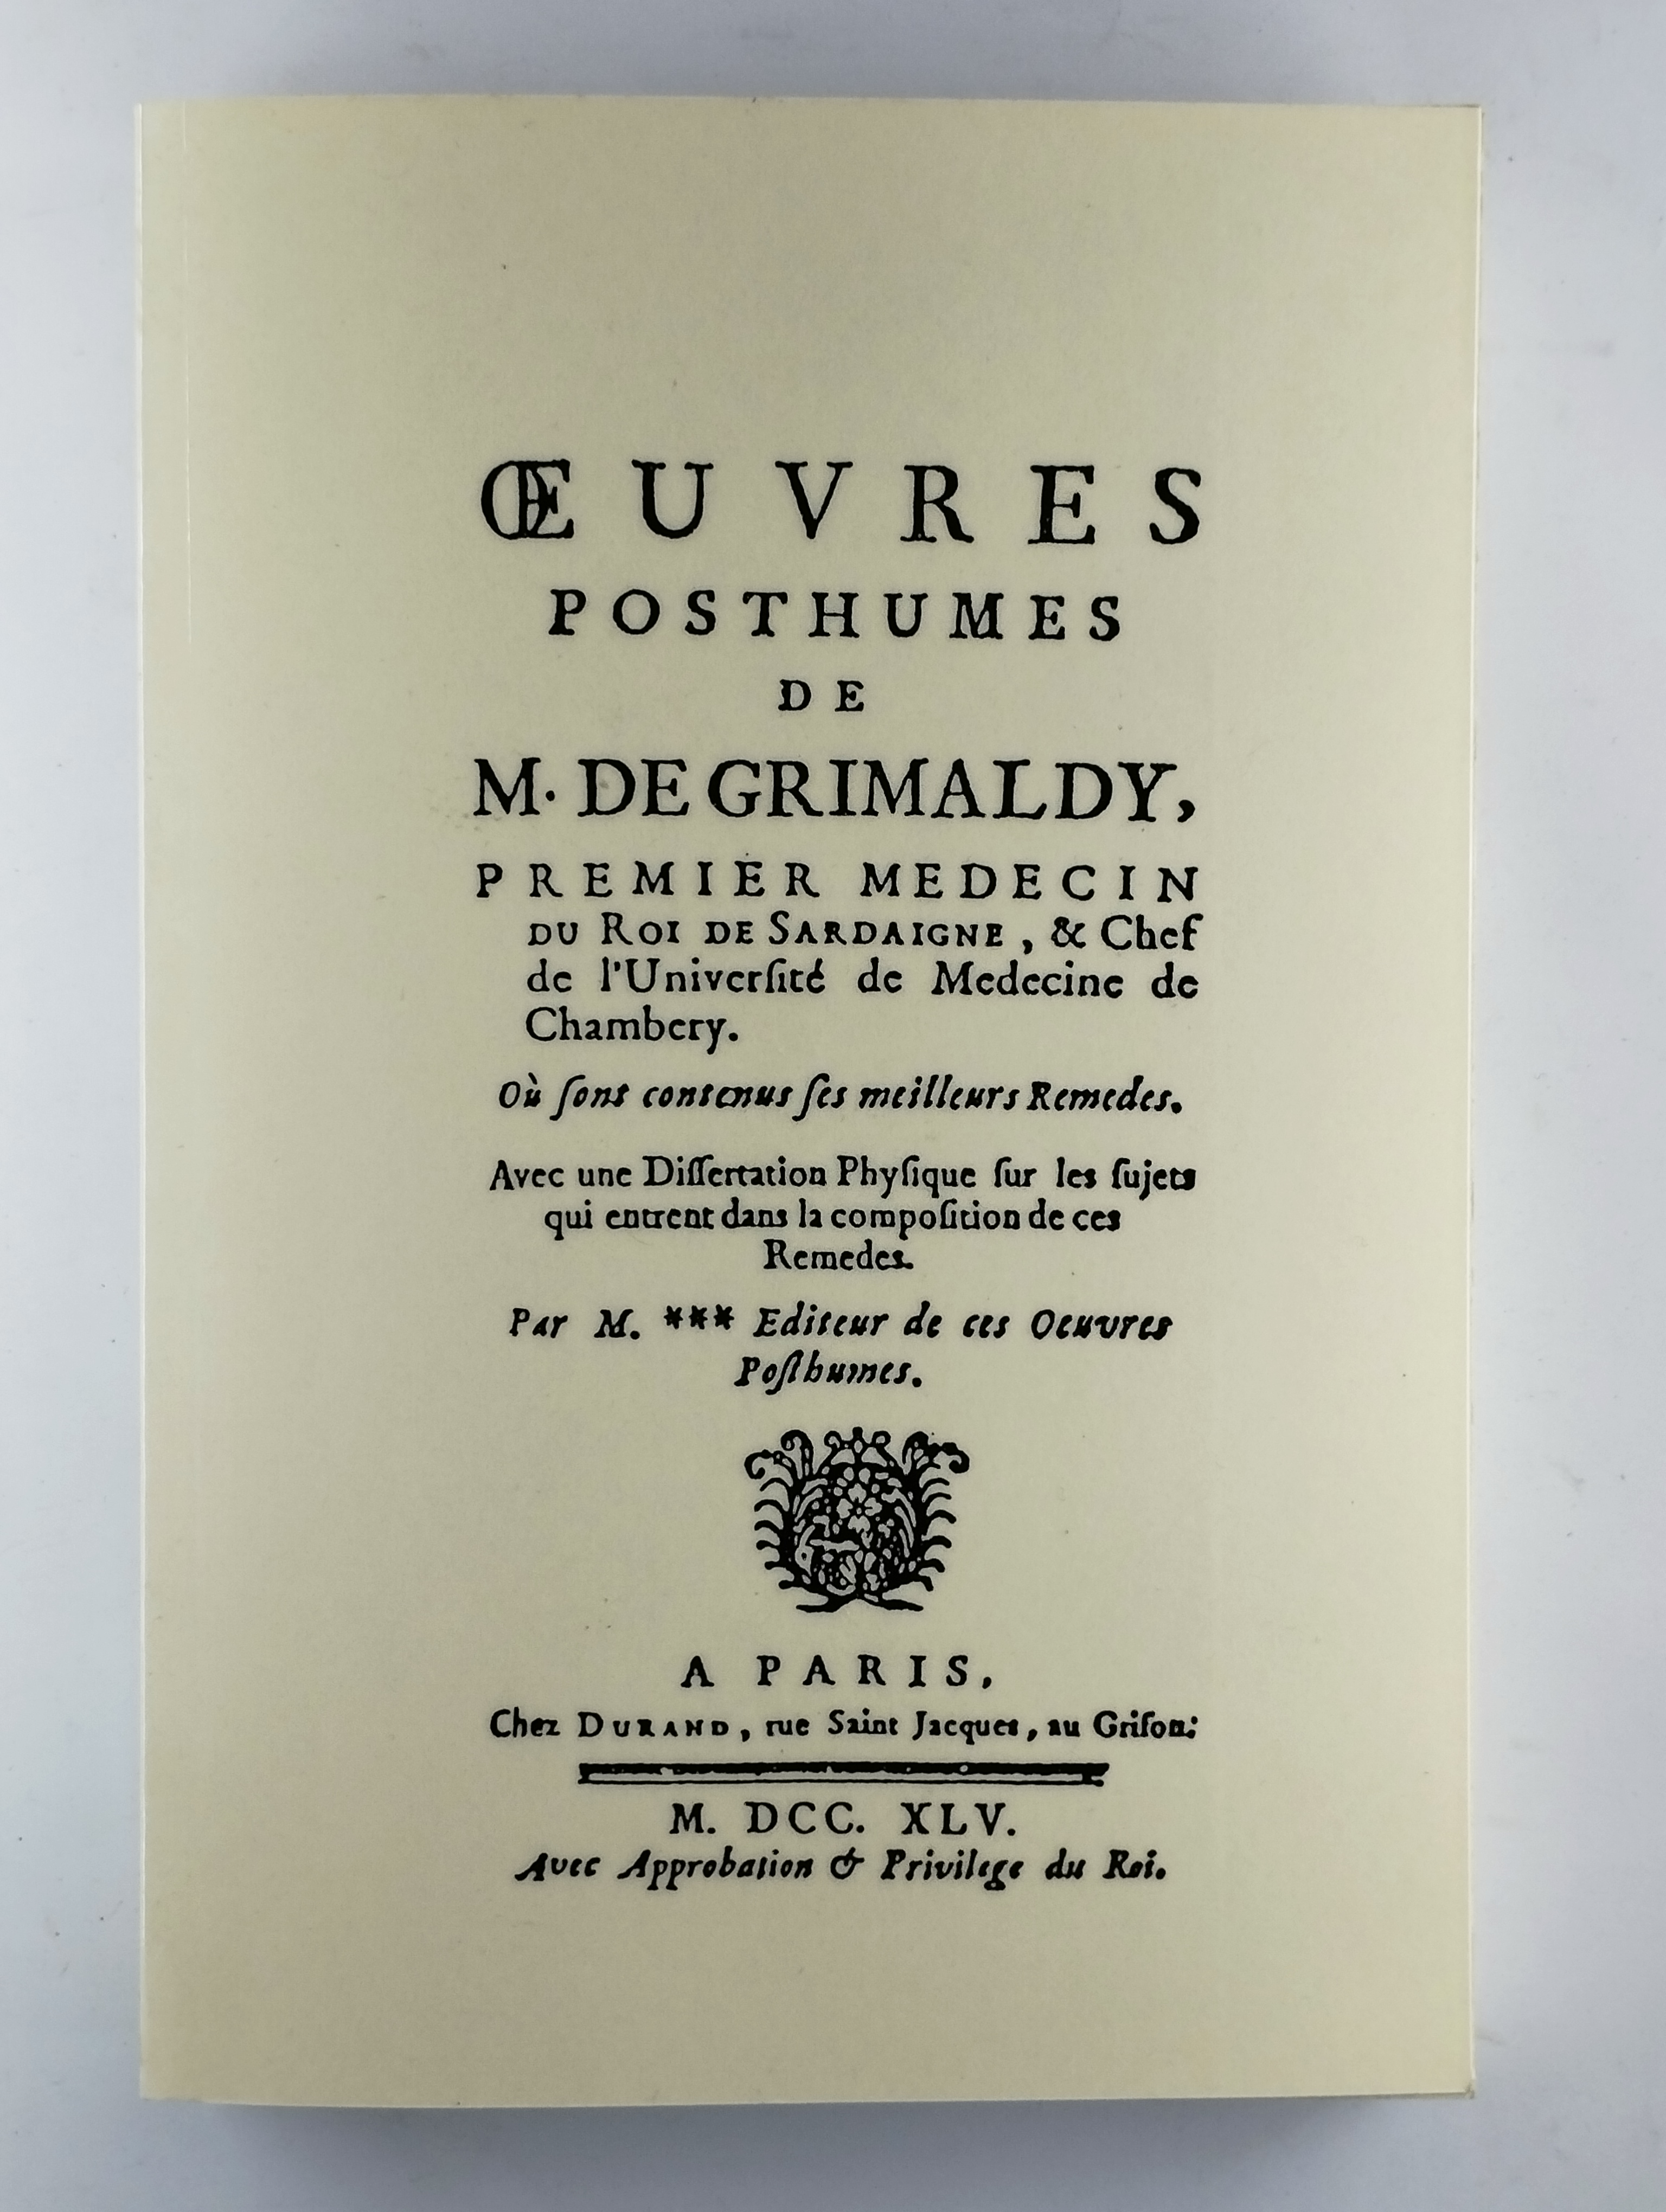 ŒUVRES
POSTHUMES
DE
M. DE GRIMALDY,
PREMIER MEDECIN
DU ROI DE SARDAIGNE, & Chef
de l'Univerſité de Medecine de
Chambery.
Où ſont contenus ſes meilleurs Remedes.
Avec une Diſſertation Phyſique ſur les ſujets
qui entrent dans la compoſition de ces
Remedes.
Par M. *** Editeur de ces Oeuvres
Poſthumes.
A PARIS,
Chez DURAND, rue Saint Jacques, au Griſon;
M. DCC. XLV.
Avec Approbation & Privilege du Roi.